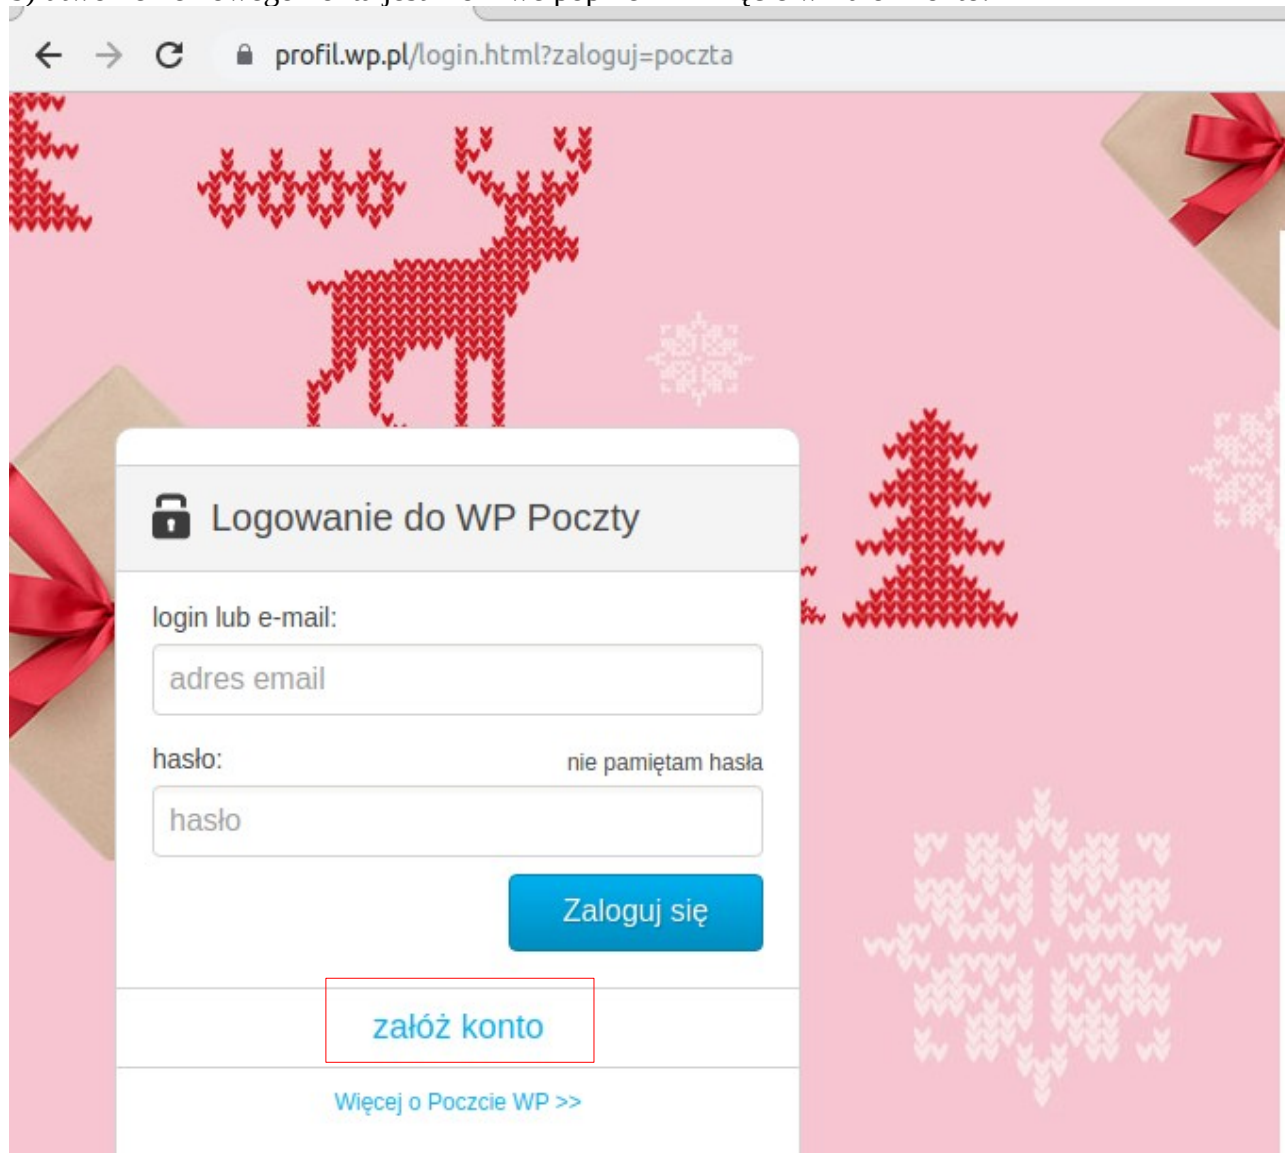 profil.wp.pl/login.html?zaloguj=poczta
Logowanie do WP Poczty
login lub e-mail:
adres email
hasło:
nie pamiętam hasła
hasło
Zaloguj się
załóż konto
Więcej o Poczcie WP >>